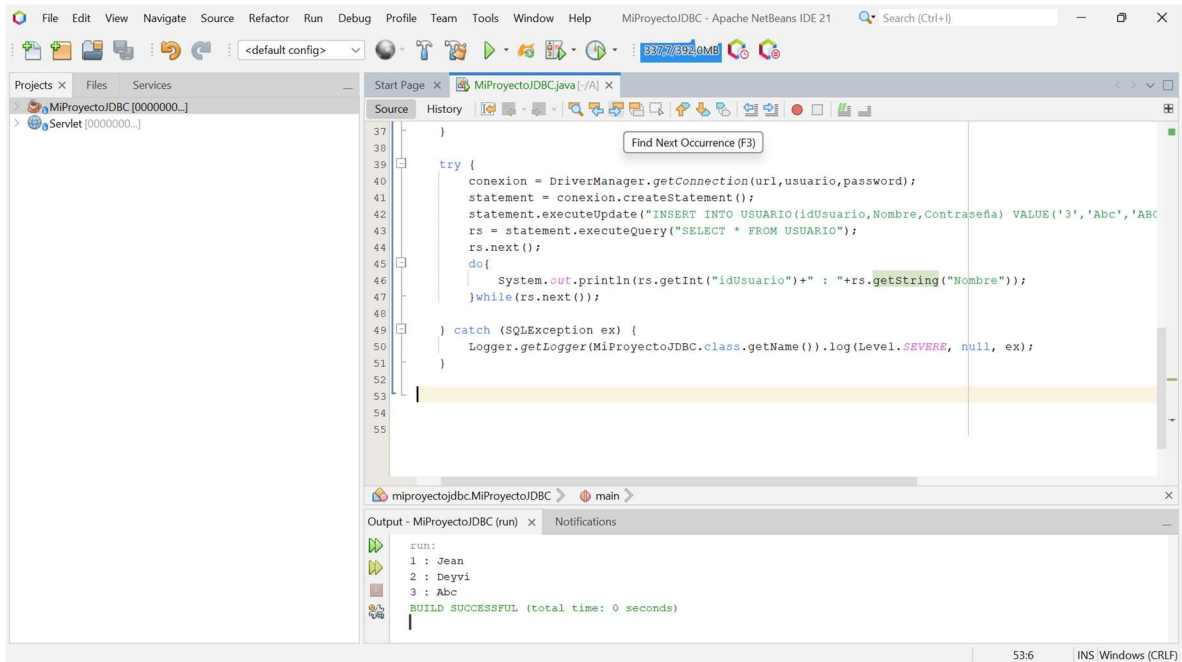 File Edit View Navigate Source Refactor Run Debug Profile Team Tools Window Help MiProyectoJDBC - Apache NetBeans IDE 21 Search (Ctrl+I)
<default config> 337,7/392,0MB
Projects Files Services
MiProyectoJDBC [0000000...]
Servlet [0000000...]
Start Page MiProyectoJDBC.java [-/A]
Source History
Find Next Occurrence (F3)
37 }
38
39 try {
40 conexion = DriverManager.getConnection(url,usuario,password);
41 statement = conexion.createStatement();
42 statement.executeUpdate("INSERT INTO USUARIO(idUsuario,Nombre,Contraseña) VALUE('3','Abc','ABC
43 rs = statement.executeQuery("SELECT * FROM USUARIO");
44 rs.next();
45 do{
46 System.out.println(rs.getInt("idUsuario")+" : "+rs.getString("Nombre"));
47 }while(rs.next());
48
49 } catch (SQLException ex) {
50 Logger.getLogger(MiProyectoJDBC.class.getName()).log(Level.SEVERE, null, ex);
51 }
52
53
54
55
miproyectojdbc.MiProyectoJDBC main
Output - MiProyectoJDBC (run) Notifications
run:
1 : Jean
2 : Deyvi
3 : Abc
BUILD SUCCESSFUL (total time: 0 seconds)
53:6 INS Windows (CRLF)